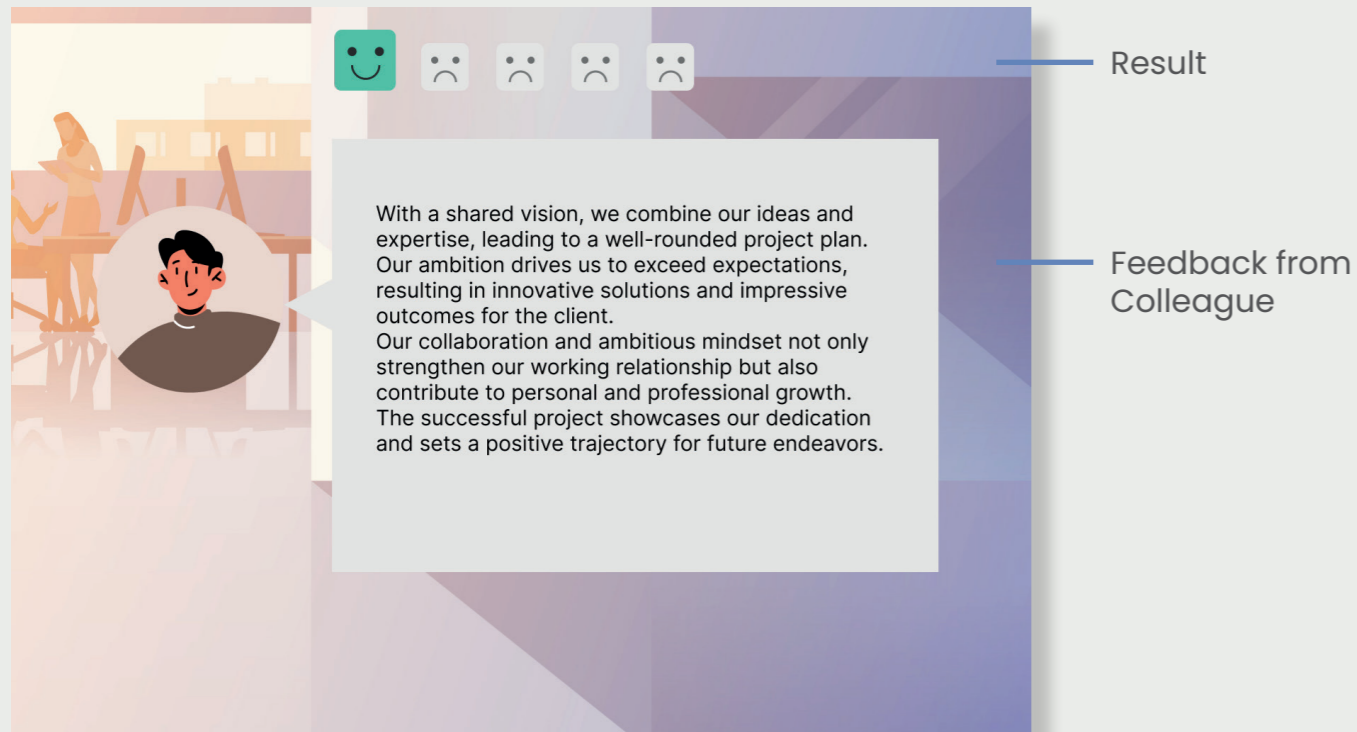 Result
With a shared vision, we combine our ideas and
expertise, leading to a well-rounded project plan.
Our ambition drives us to exceed expectations,
resulting in innovative solutions and impressive
outcomes for the client.
Our collaboration and ambitious mindset not only
strengthen our working relationship but also
contribute to personal and professional growth.
The successful project showcases our dedication
and sets a positive trajectory for future endeavors.
Feedback from
Colleague